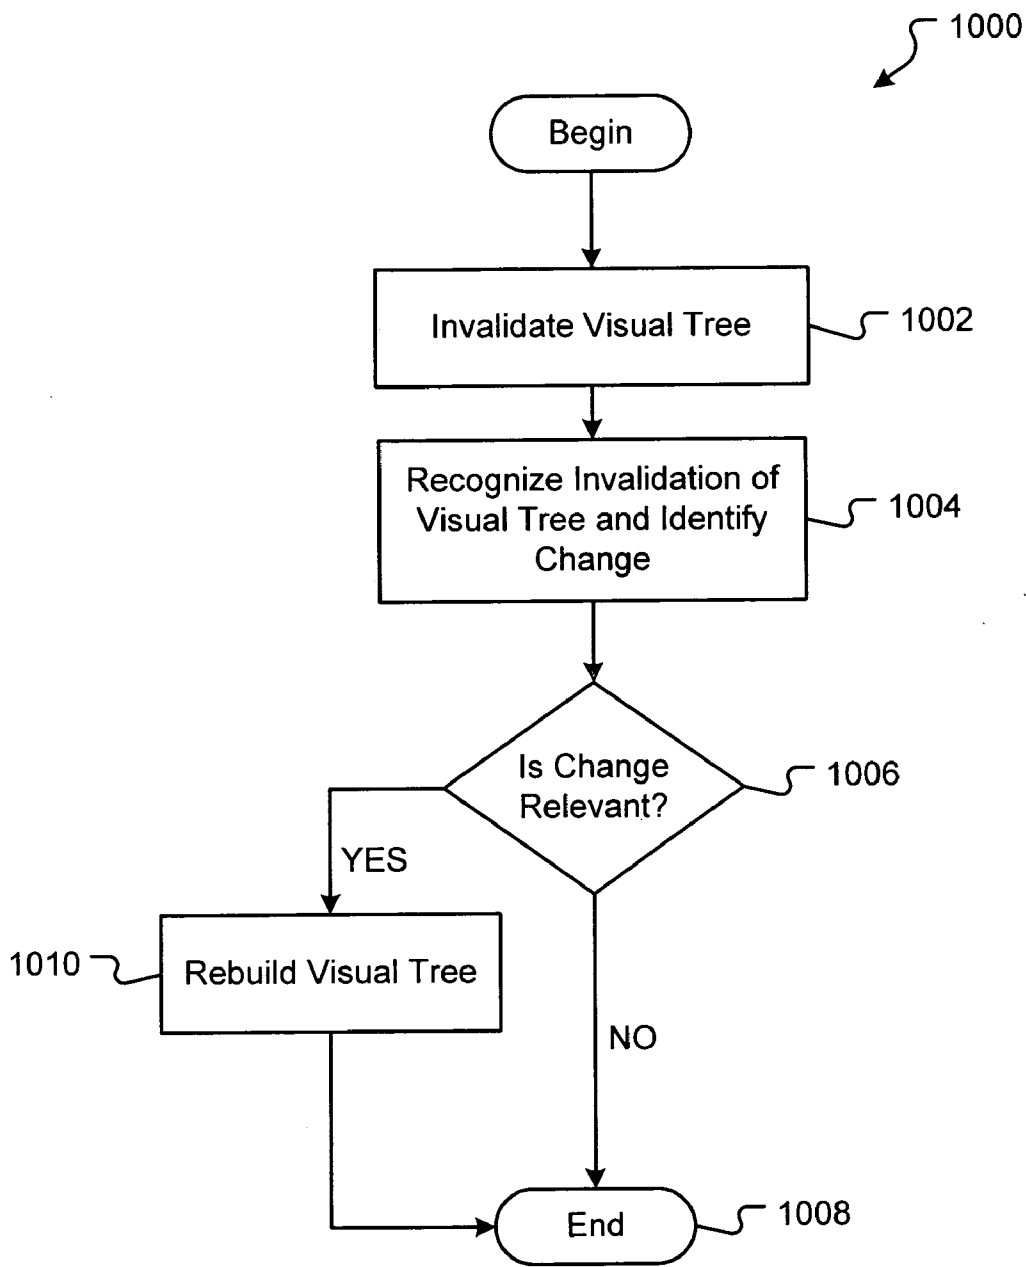 1000
Begin
Invalidate Visual Tree
1002
Recognize Invalidation of
Visual Tree and Identify
Change
1004
Is Change
Relevant?
1006
YES
1010
Rebuild Visual Tree
NO
End
1008